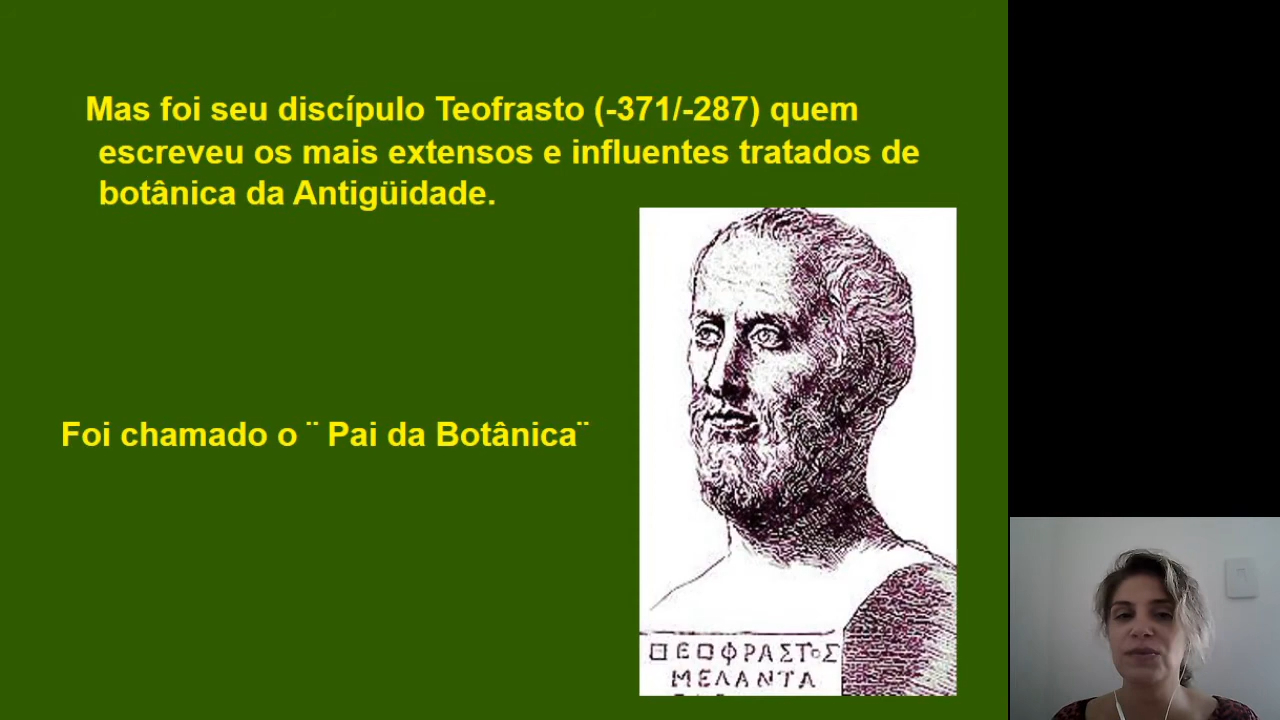 Mas foi seu discípulo Teofrasto (-371/-287) quem
escreveu os mais extensos e influentes tratados de
botânica da Antigüidade.
Foi chamado o ¨ Pai da Botânica¨
ΘΕΟΦΡΑΣΤοΣ
ΜΕΛΑΝΤΑ